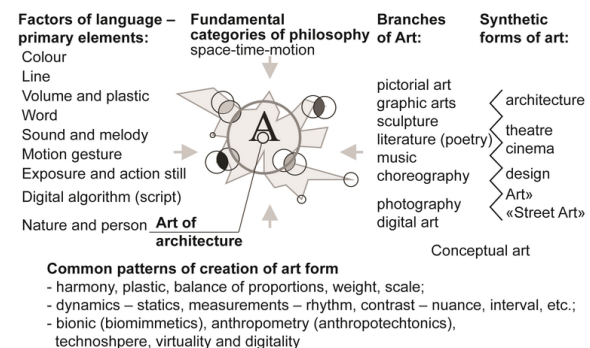 Factors of language –
primary elements:
Colour
Line
Volume and plastic
Word
Sound and melody
Motion gesture
Exposure and action still
Digital algorithm (script)
Nature and person
Fundamental
categories of philosophy
space-time-motion
A
Art of
architecture
Branches
of Art:
pictorial art
graphic arts
sculpture
literature (poetry)
music
choreography
photography
digital art
Synthetic
forms of art:
architecture
theatre
cinema
design
Art»
«Street Art»
Conceptual art
Common patterns of creation of art form
- harmony, plastic, balance of proportions, weight, scale;
- dynamics – statics, measurements – rhythm, contrast – nuance, interval, etc.;
- bionic (biomimmetics), anthropometry (anthropotechtonics),
technoshpere, virtuality and digitality